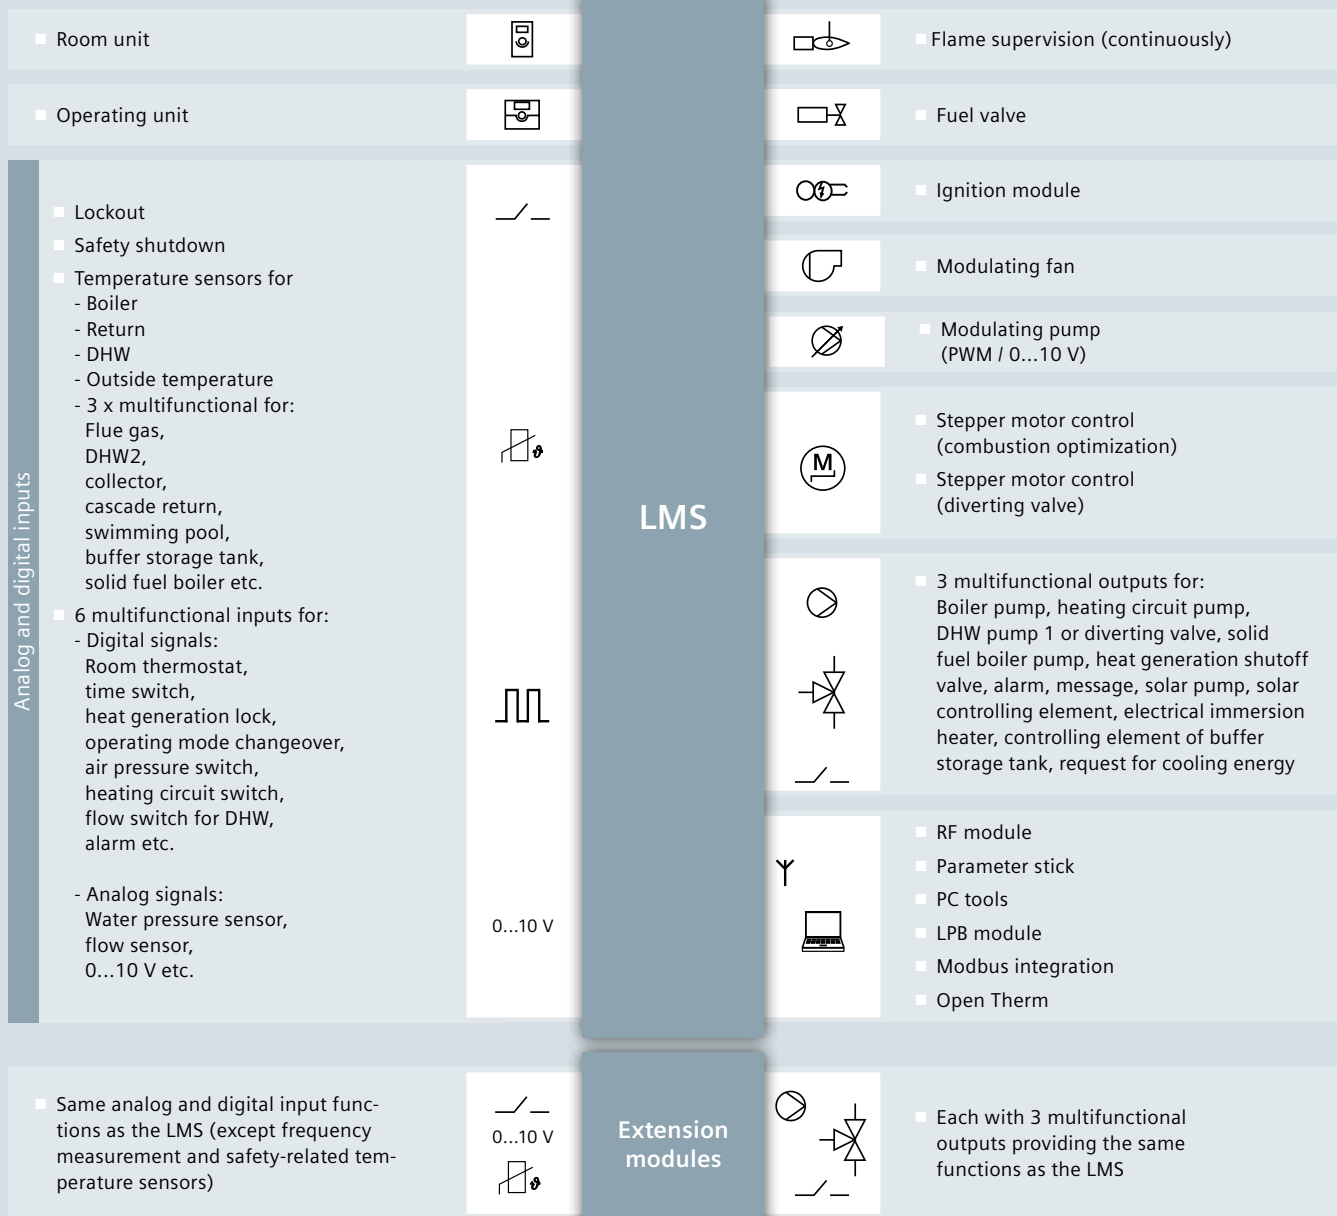 Room unit
Operating unit
Analog and digital inputs
Lockout
Safety shutdown
Temperature sensors for
- Boiler
- Return
- DHW
- Outside temperature
- 3 x multifunctional for:
Flue gas,
DHW2,
collector,
cascade return,
swimming pool,
buffer storage tank,
solid fuel boiler etc.
6 multifunctional inputs for:
- Digital signals:
Room thermostat,
time switch,
heat generation lock,
operating mode changeover,
air pressure switch,
heating circuit switch,
flow switch for DHW,
alarm etc.
- Analog signals:
Water pressure sensor,
flow sensor,
0...10 V etc.
ϑ
0...10 V
LMS
Flame supervision (continuously)
Fuel valve
Ignition module
Modulating fan
Modulating pump
(PWM / 0...10 V)
M
Stepper motor control
(combustion optimization)
Stepper motor control
(diverting valve)
3 multifunctional outputs for:
Boiler pump, heating circuit pump,
DHW pump 1 or diverting valve, solid
fuel boiler pump, heat generation shutoff
valve, alarm, message, solar pump, solar
controlling element, electrical immersion
heater, controlling element of buffer
storage tank, request for cooling energy
RF module
Parameter stick
PC tools
LPB module
Modbus integration
Open Therm
Same analog and digital input func-
tions as the LMS (except frequency
measurement and safety-related tem-
perature sensors)
0...10 V
ϑ
Extension
modules
Each with 3 multifunctional
outputs providing the same
functions as the LMS